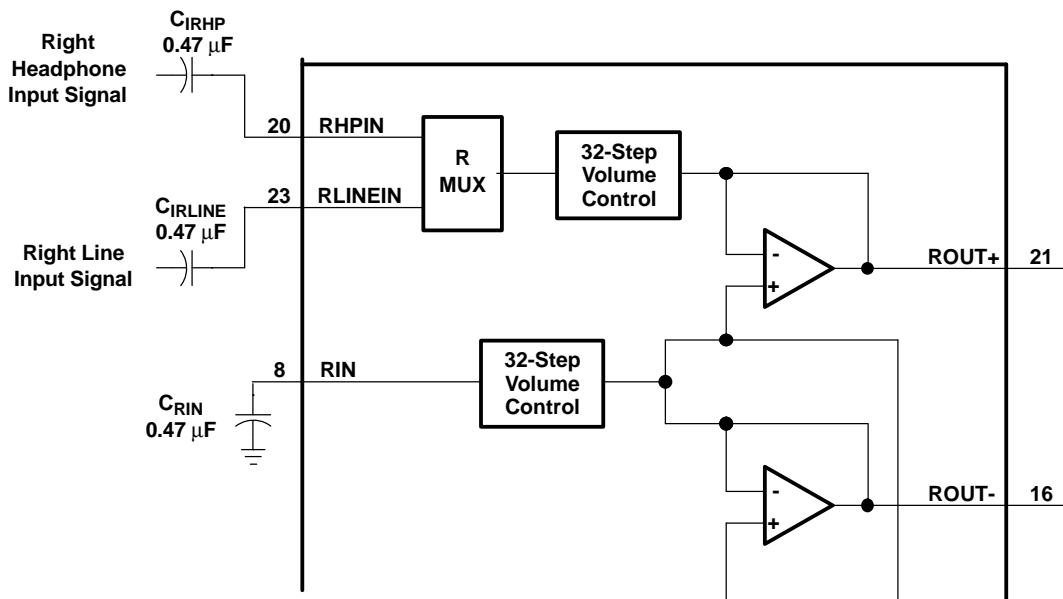 Right
Headphone
Input Signal
CIRHP
0.47 μF
20
RHPIN
R
MUX
32-Step
Volume
Control
23
RLINEIN
CIRLINE
0.47 μF
Right Line
Input Signal
-
+
ROUT+
21
8
RIN
32-Step
Volume
Control
CRIN
0.47 μF
-
+
ROUT-
16